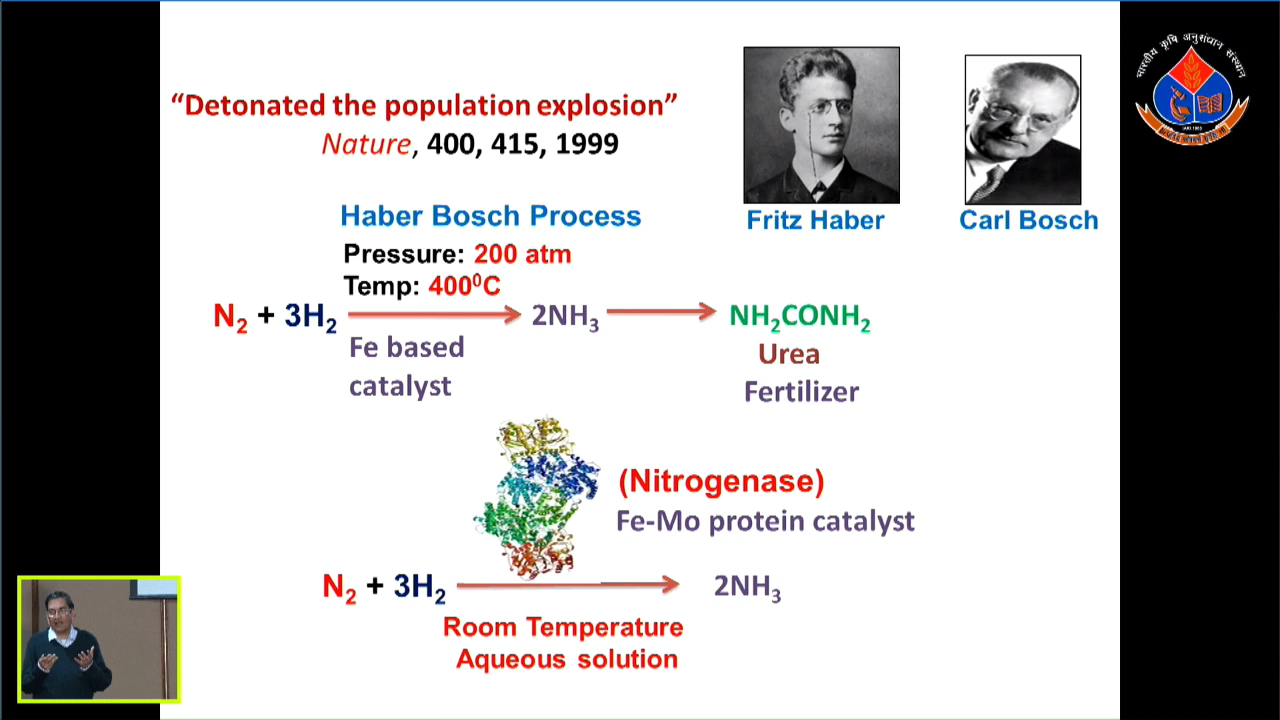 “Detonated the population explosion”
Nature, 400, 415, 1999
Fritz Haber
Carl Bosch
Haber Bosch Process
Pressure: 200 atm
Temp: 400⁰C
N₂ + 3H₂
2NH₃
NH₂CONH₂
Fe based
catalyst
Urea
Fertilizer
(Nitrogenase)
Fe-Mo protein catalyst
N₂ + 3H₂
2NH₃
Room Temperature
Aqueous solution
भारतीय कृषि अनुसंधान संस्थान